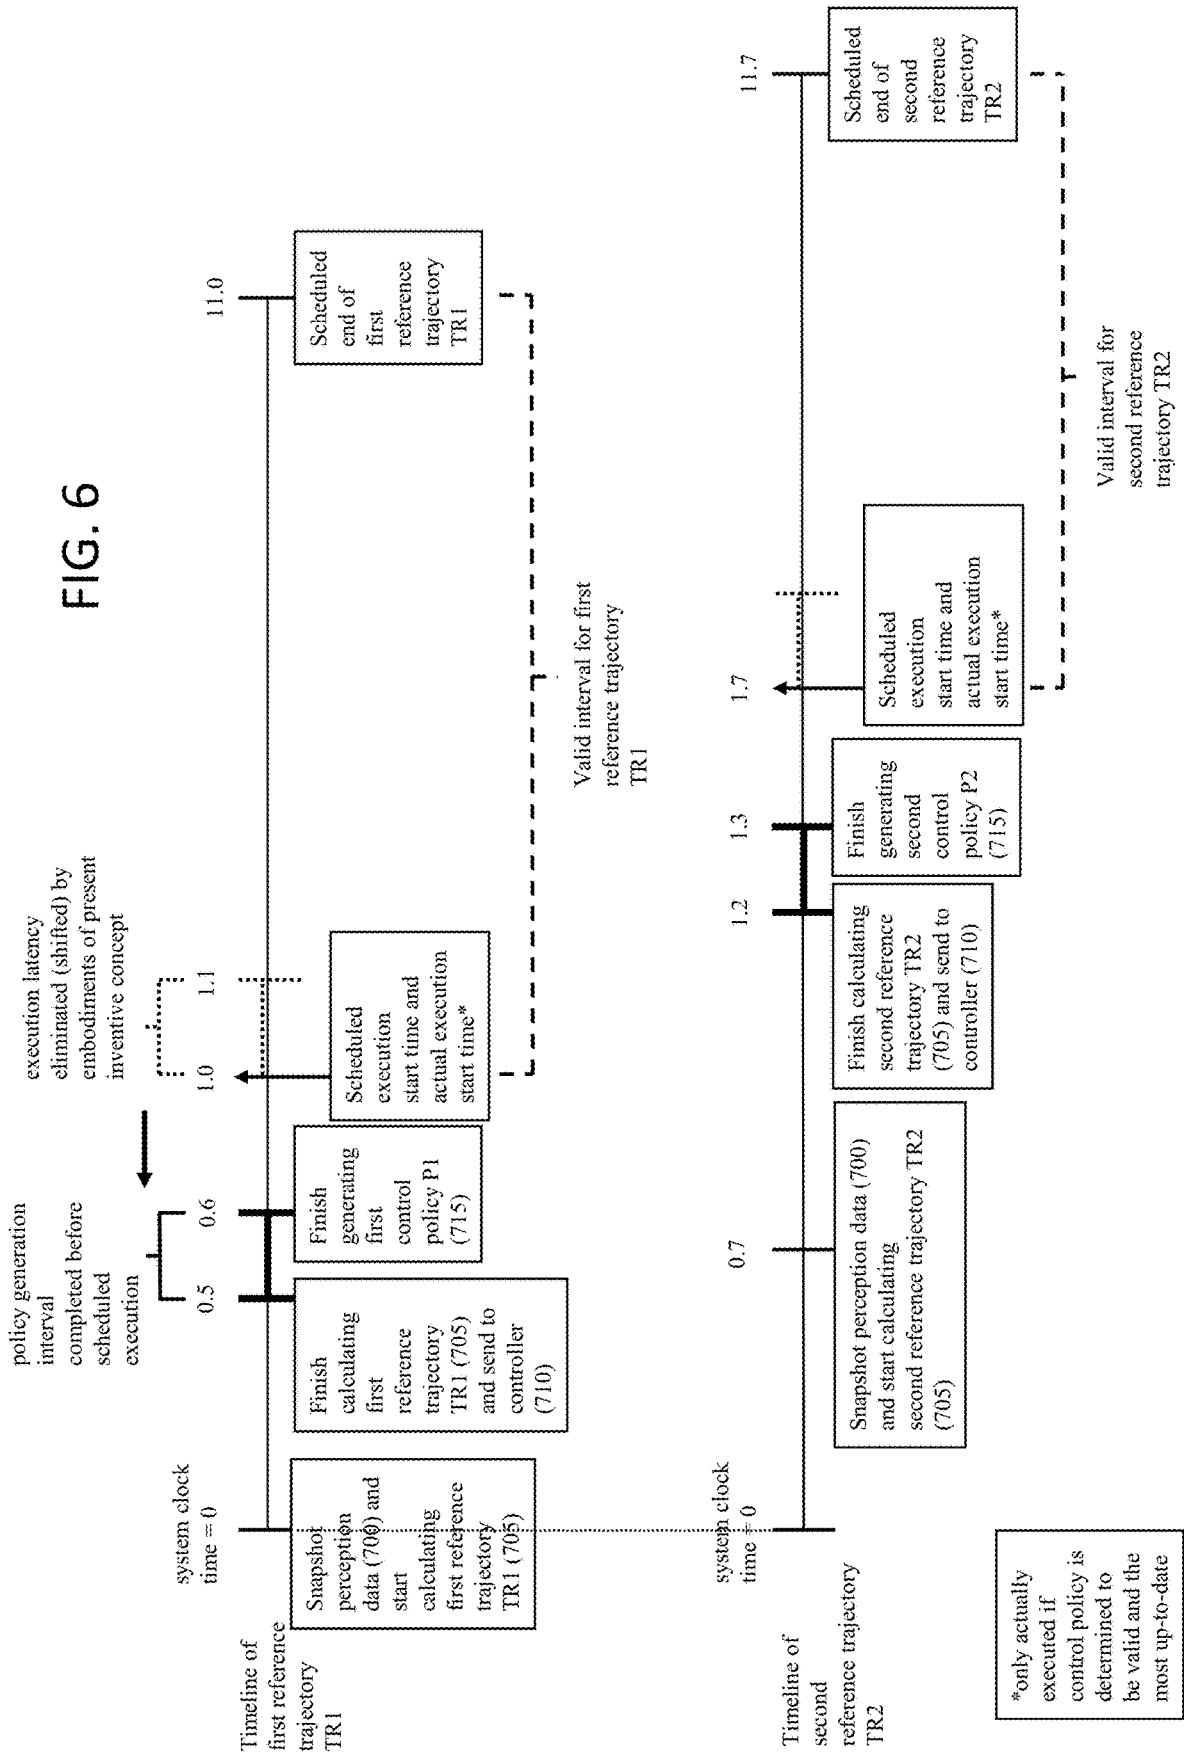 FIG. 6
policy generation
interval
completed before
scheduled
execution
execution latency
eliminated (shifted) by
embodiments of present
inventive concept
Timeline of
first reference
trajectory
TR1
system clock
time = 0
0.5
0.6
1.0
1.1
11.0
Snapshot
perception
data (700) and
start
calculating
first reference
trajectory
TR1 (705)
Finish
calculating
first
reference
trajectory
TR1 (705)
and send to
controller
(710)
Finish
generating
first
control
policy P1
(715)
Scheduled
execution
start time and
actual execution
start time*
Scheduled
end of
first
reference
trajectory
TR1
Valid interval for first
reference trajectory
TR1
Timeline of
second
reference trajectory
TR2
system clock
time = 0
0.7
1.2
1.3
1.7
11.7
Snapshot perception data (700)
and start calculating
second reference trajectory TR2
(705)
Finish calculating
second reference
trajectory TR2
(705) and send to
controller (710)
Finish
generating
second
control
policy P2
(715)
Scheduled
execution
start time and
actual execution
start time*
Scheduled
end of
second
reference
trajectory
TR2
Valid interval for
second reference
trajectory TR2
*only actually
executed if
control policy is
determined to
be valid and the
most up-to-date